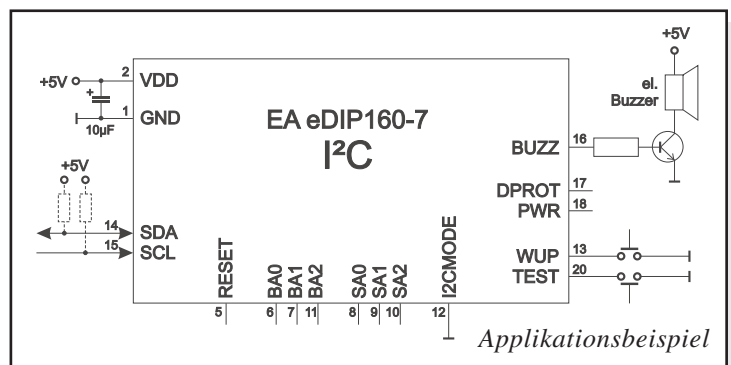 +5V
2
VDD
+
10µF
1
GND
+5V
14
SDA
15
SCL
EA eDIP160-7
I²C
+5V
el.
Buzzer
BUZZ
16
DPROT
17
PWR
18
WUP
13
TEST
20
RESET
BA0
BA1
BA2
SA0
SA1
SA2
I2CMODE
5
6
7
11
8
9
10
12
Applikationsbeispiel